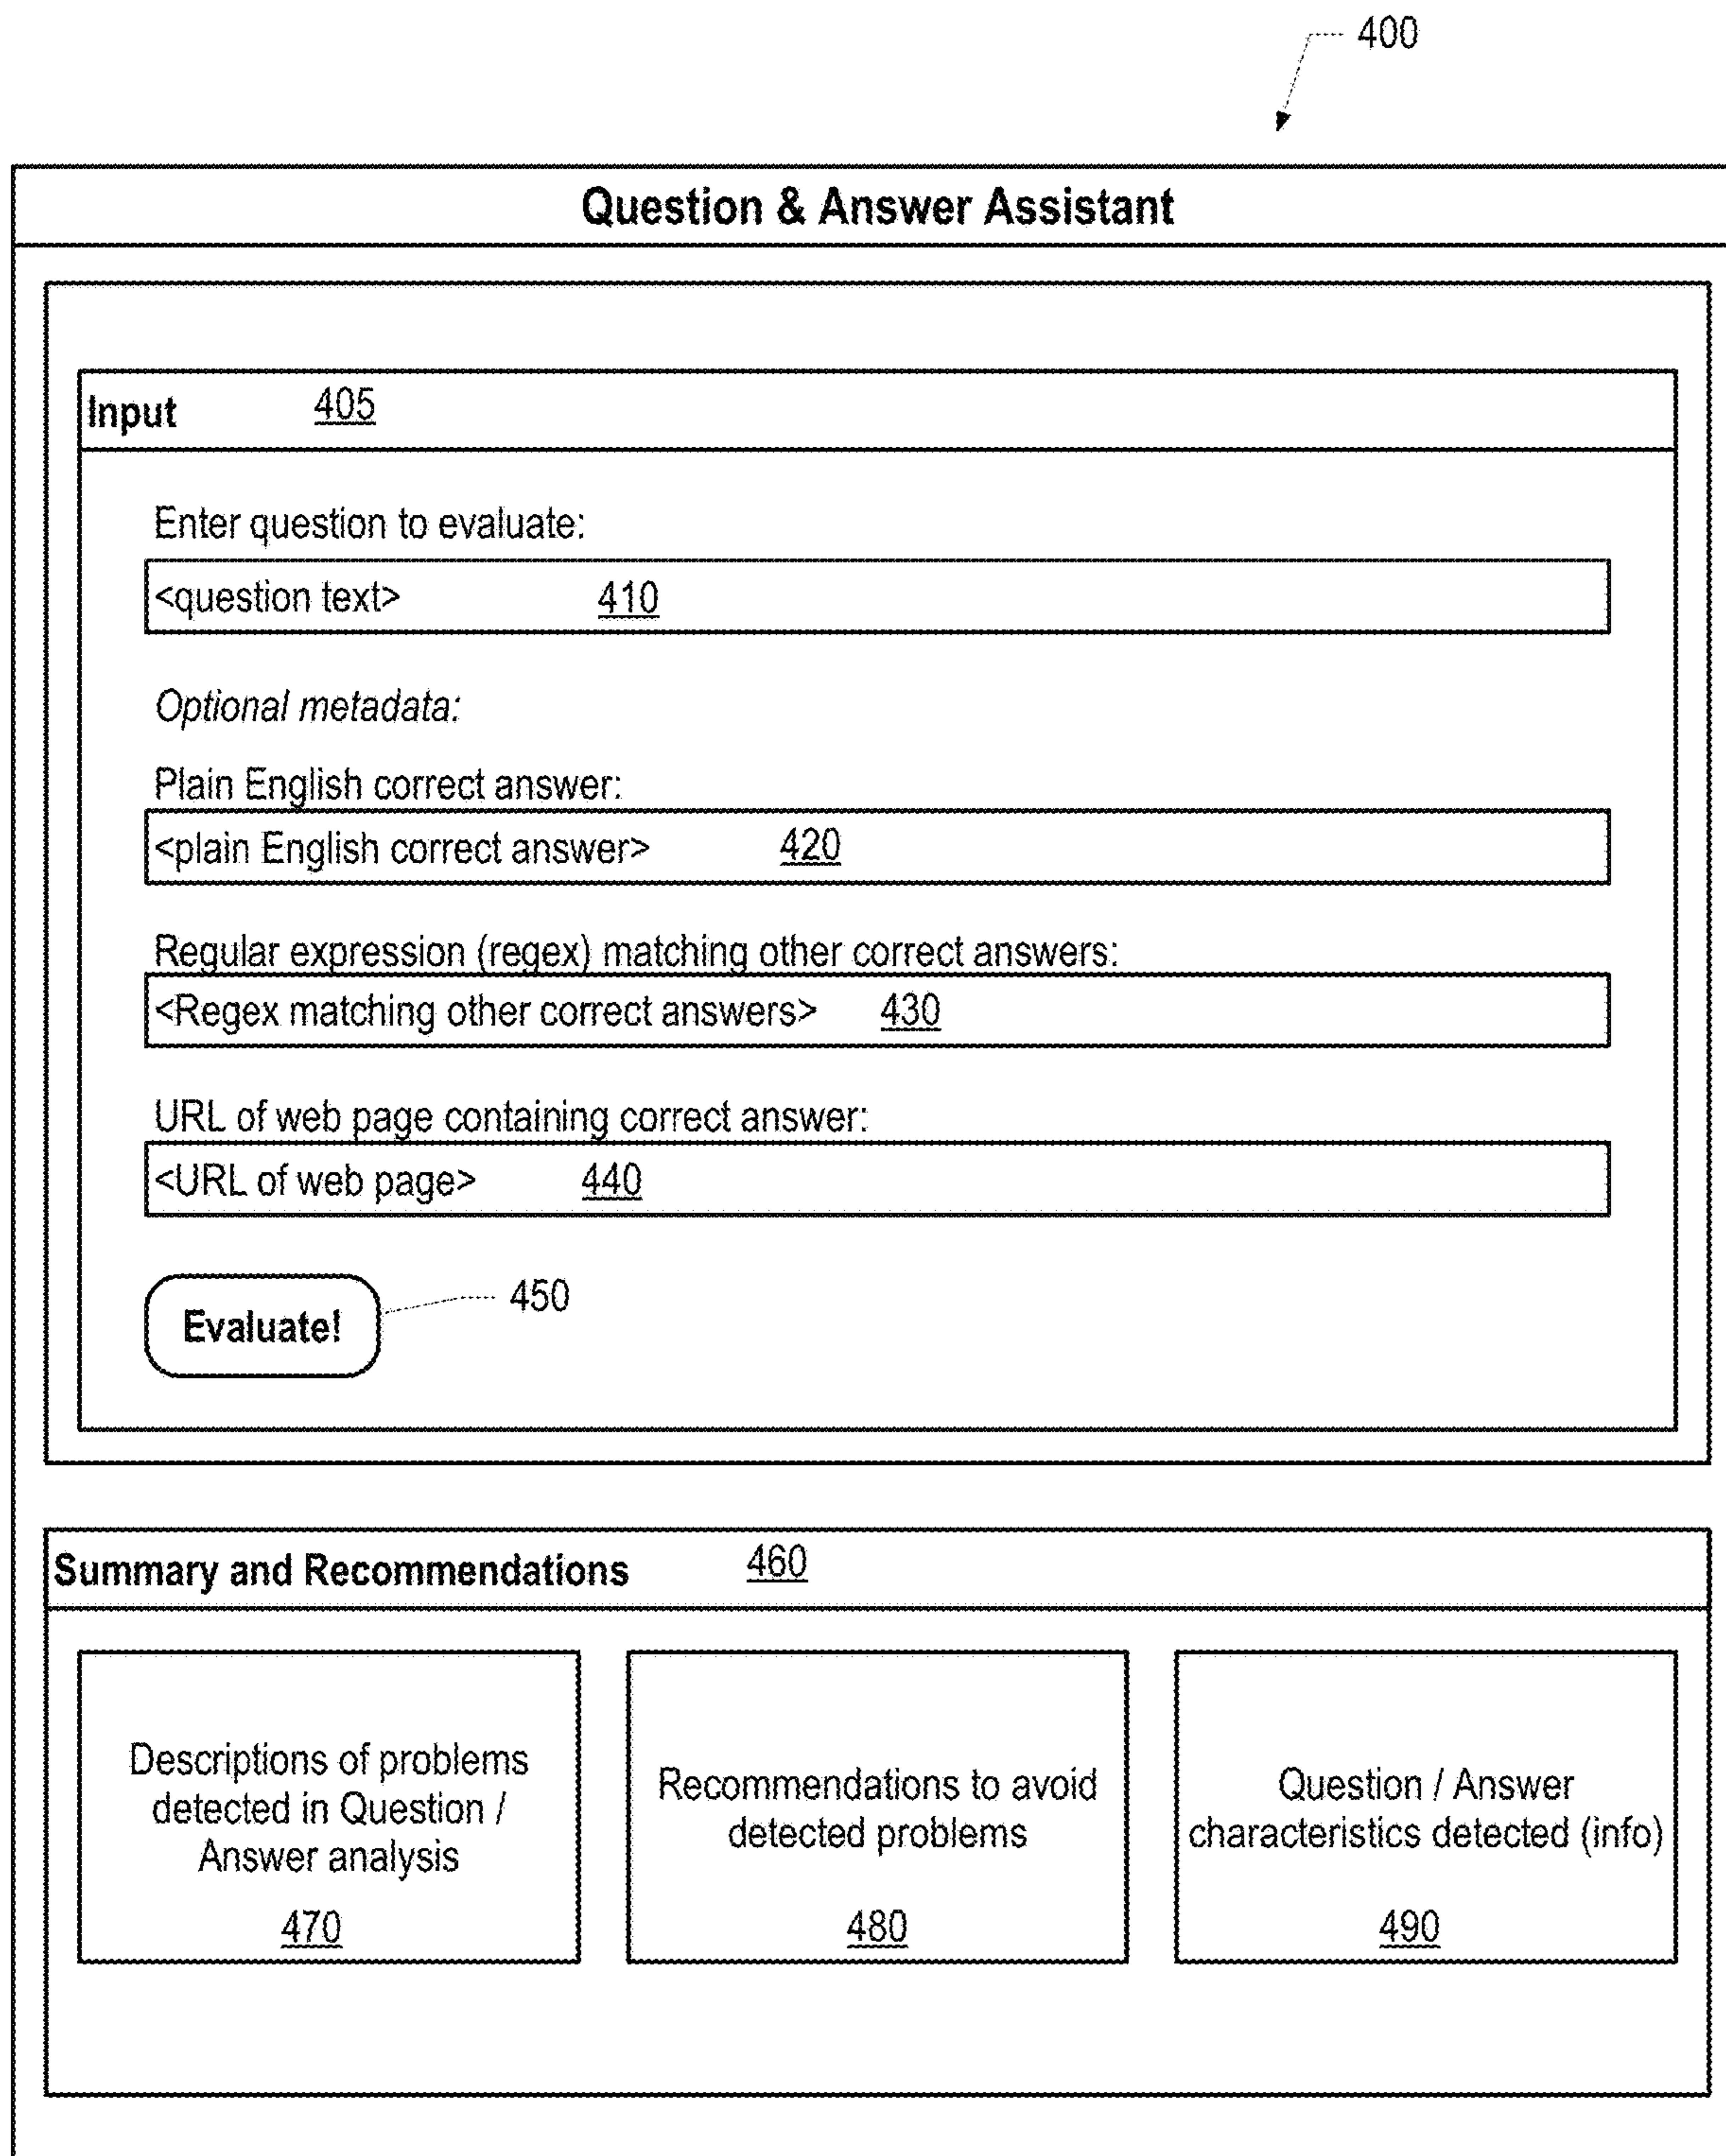 400
Question & Answer Assistant
Input 405
Enter question to evaluate:
<question text> 410
Optional metadata:
Plain English correct answer:
<plain English correct answer> 420
Regular expression (regex) matching other correct answers:
<Regex matching other correct answers> 430
URL of web page containing correct answer:
<URL of web page> 440
Evaluate! 450
Summary and Recommendations 460
Descriptions of problems
detected in Question /
Answer analysis
470
Recommendations to avoid
detected problems
480
Question / Answer
characteristics detected (info)
490